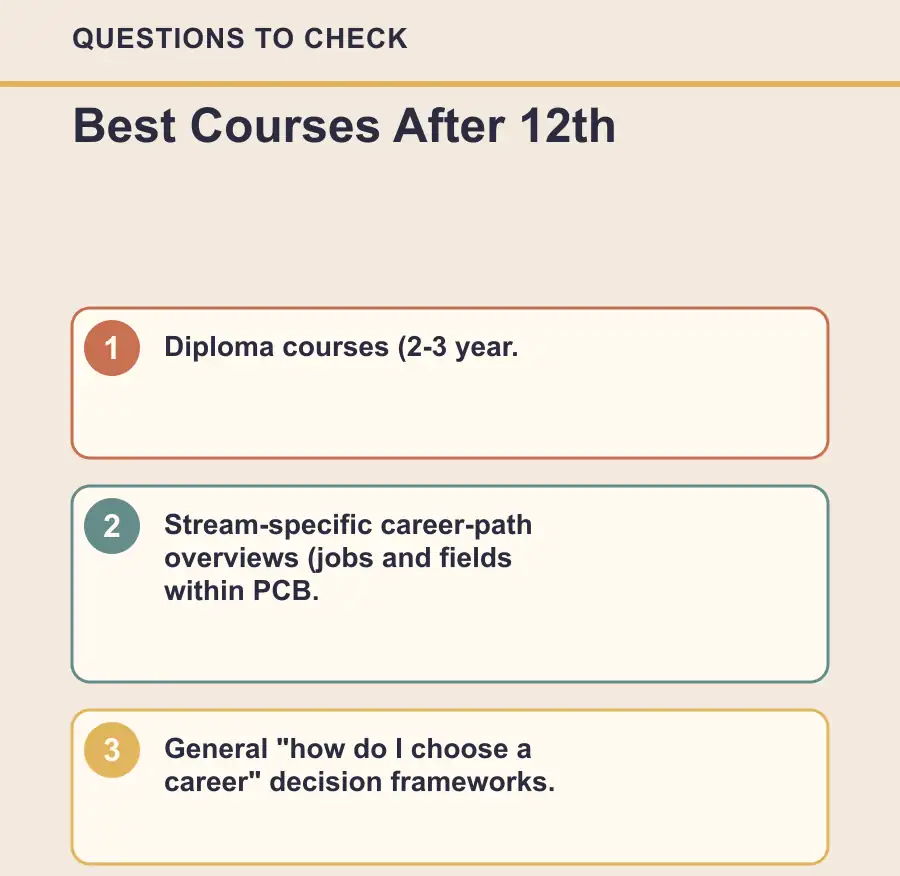 QUESTIONS TO CHECK
Best Courses After 12th
1
Diploma courses (2-3 year.
2
Stream-specific career-path
overviews (jobs and fields
within PCB.
3
General "how do I choose a
career" decision frameworks.